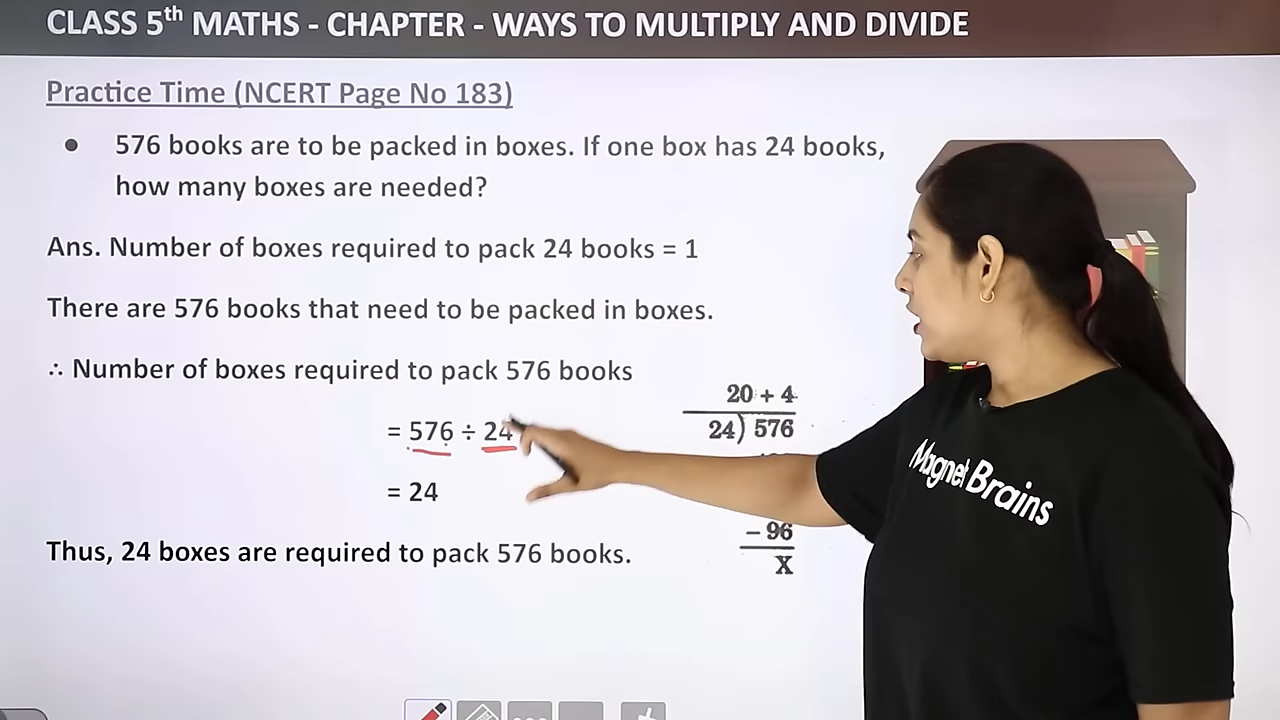 CLASS 5th MATHS - CHAPTER - WAYS TO MULTIPLY AND DIVIDE
Practice Time (NCERT Page No 183)
• 576 books are to be packed in boxes. If one box has 24 books,
how many boxes are needed?
Ans. Number of boxes required to pack 24 books = 1
There are 576 books that need to be packed in boxes.
∴ Number of boxes required to pack 576 books
= 576 ÷ 24
= 24
Thus, 24 boxes are required to pack 576 books.
20 + 4
24) 576
– 96
X
Magnet Brains